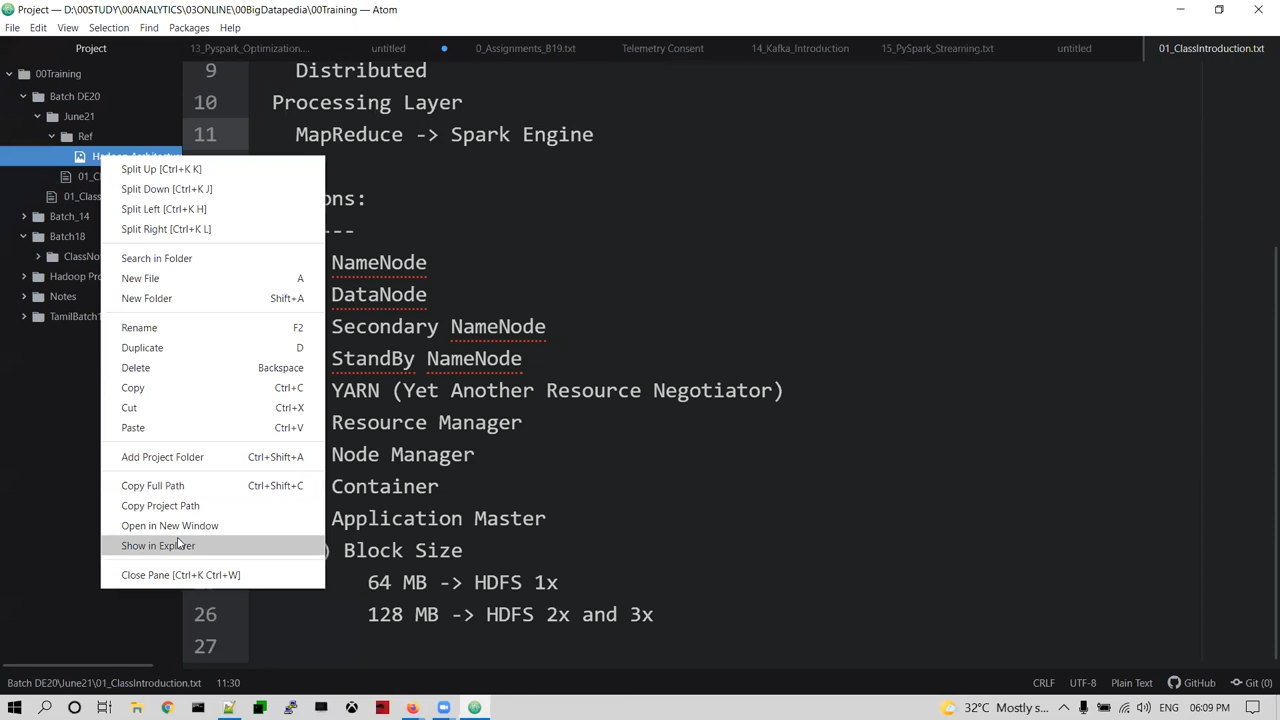 Project — D:\00STUDY\00ANALYTICS\03ONLINE\00BigDatapedia\00Training — Atom
File Edit View Selection Find Packages Help
Project
13_Pyspark_Optimization....
untitled
0_Assignments_B19.txt
Telemetry Consent
14_Kafka_Introduction
15_PySpark_Streaming.txt
untitled
01_ClassIntroduction.txt
00Training
Batch DE20
June21
Ref
01_C
01_Class
Batch_14
Batch18
ClassNo
Hadoop Pro
Notes
TamilBatch1
Split Up [Ctrl+K K]
Split Down [Ctrl+K J]
Split Left [Ctrl+K H]
Split Right [Ctrl+K L]
Search in Folder
New File A
New Folder Shift+A
Rename F2
Duplicate D
Delete Backspace
Copy Ctrl+C
Cut Ctrl+X
Paste Ctrl+V
Add Project Folder Ctrl+Shift+A
Copy Full Path Ctrl+Shift+C
Copy Project Path
Open in New Window
Show in Explorer
Close Pane [Ctrl+K Ctrl+W]
9 Distributed
10 Processing Layer
11 MapReduce -> Spark Engine
ons:
---
NameNode
DataNode
Secondary NameNode
StandBy NameNode
YARN (Yet Another Resource Negotiator)
Resource Manager
Node Manager
Container
Application Master
) Block Size
64 MB -> HDFS 1x
26 128 MB -> HDFS 2x and 3x
27
Batch DE20\June21\01_ClassIntroduction.txt 11:30
CRLF UTF-8 Plain Text GitHub Git (0)
32°C Mostly s... ENG 06:09 PM